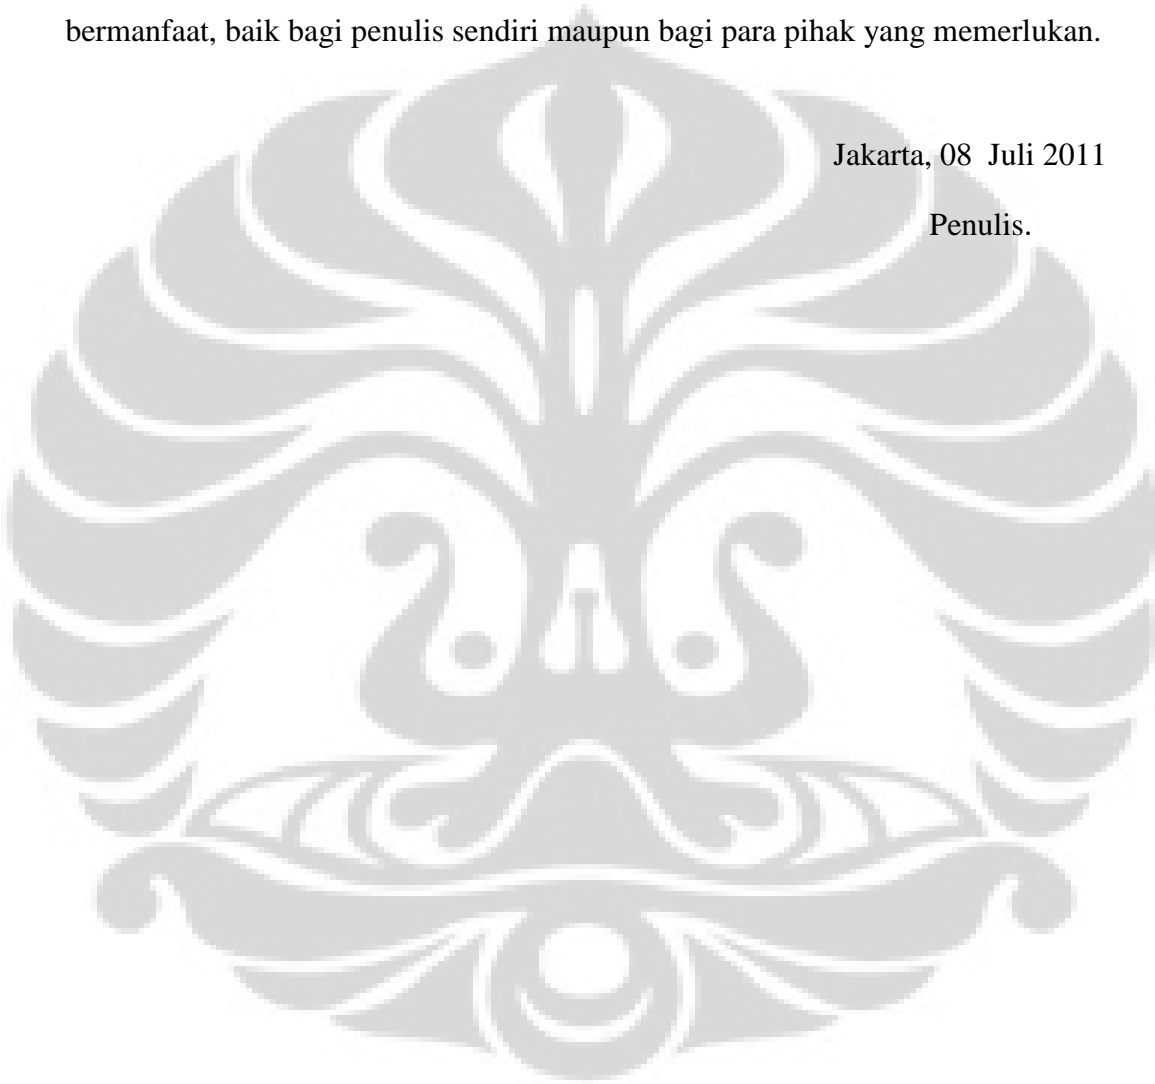 bermanfaat, baik bagi penulis sendiri maupun bagi para pihak yang memerlukan.
Jakarta, 08  Juli 2011
Penulis.